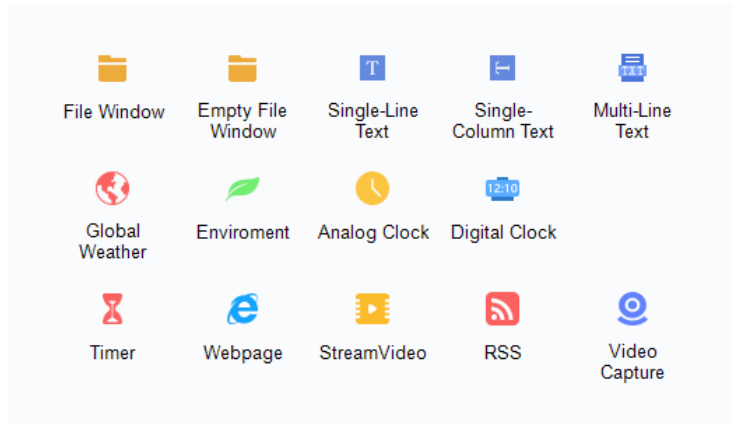 T
TXT
File Window
Empty File
Window
Single-Line
Text
Single-
Column Text
Multi-Line
Text
12:10
Global
Weather
Enviroment
Analog Clock
Digital Clock
Timer
Webpage
StreamVideo
RSS
Video
Capture